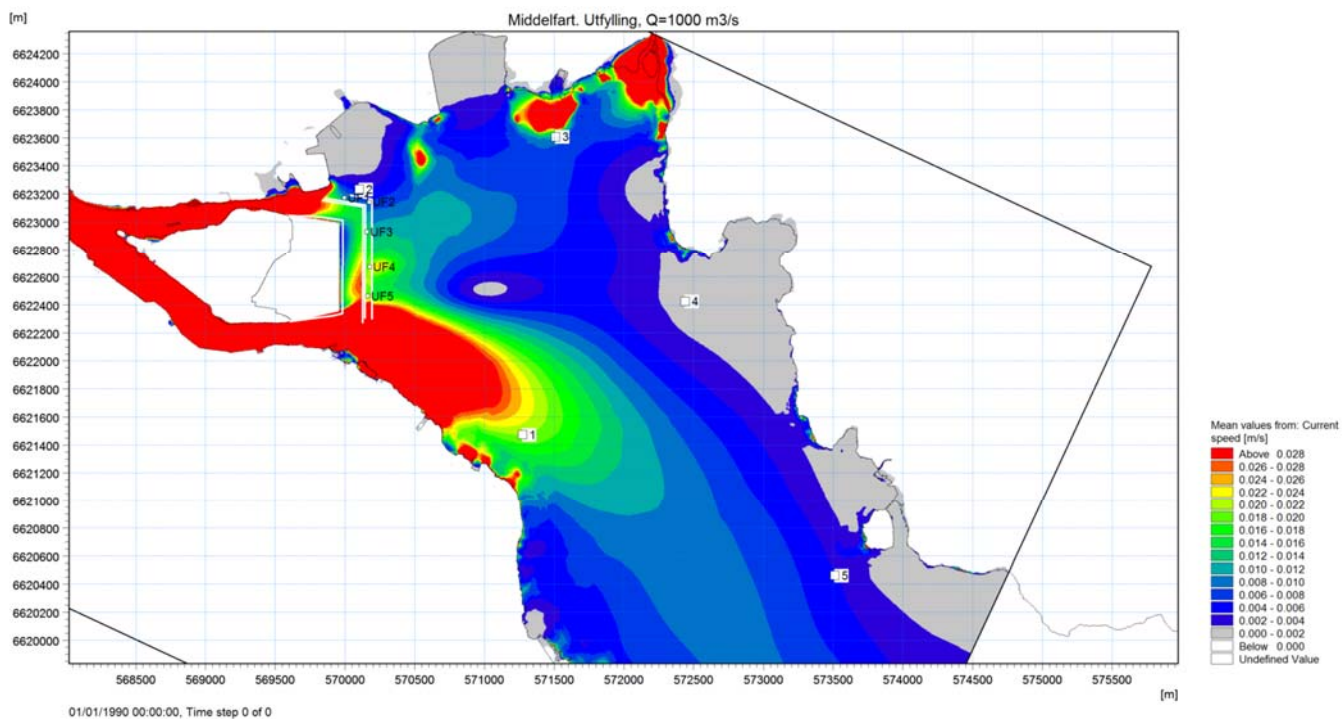 [m]
Middelfart. Utfylling, Q=1000 m3/s
6624200
6624000
6623800
6623600
6623400
6623200
6623000
6622800
6622600
6622400
6622200
6622000
6621800
6621600
6621400
6621200
6621000
6620800
6620600
6620400
6620200
6620000
3
2
UF2
UF3
UF4
UF5
4
1
5
Mean values from: Current
speed [m/s]
Above 0.028
0.026 - 0.028
0.024 - 0.026
0.022 - 0.024
0.020 - 0.022
0.018 - 0.020
0.016 - 0.018
0.014 - 0.016
0.012 - 0.014
0.010 - 0.012
0.008 - 0.010
0.006 - 0.008
0.004 - 0.006
0.002 - 0.004
0.000 - 0.002
Below 0.000
Undefined Value
568500 569000 569500 570000 570500 571000 571500 572000 572500 573000 573500 574000 574500 575000 575500
[m]
01/01/1990 00:00:00, Time step 0 of 0